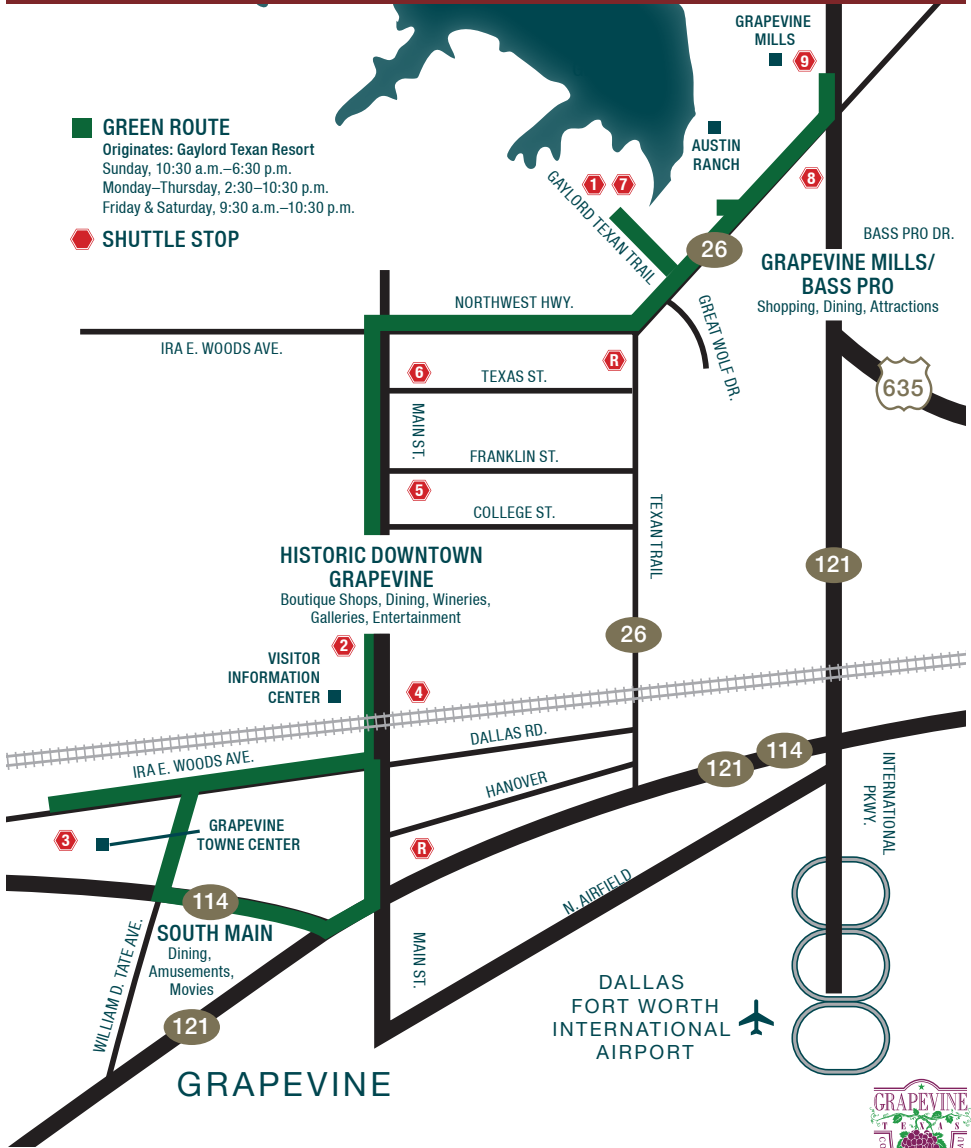 GRAPEVINE
MILLS
9
GREEN ROUTE
Originates: Gaylord Texan Resort
Sunday, 10:30 a.m.–6:30 p.m.
Monday–Thursday, 2:30–10:30 p.m.
Friday & Saturday, 9:30 a.m.–10:30 p.m.
SHUTTLE STOP
AUSTIN
RANCH
1 7
8
GAYLORD TEXAN TRAIL
26
BASS PRO DR.
GRAPEVINE MILLS/
BASS PRO
Shopping, Dining, Attractions
NORTHWEST HWY.
GREAT WOLF DR.
IRA E. WOODS AVE.
R
6
TEXAS ST.
635
MAIN ST.
FRANKLIN ST.
5
COLLEGE ST.
TEXAN TRAIL
HISTORIC DOWNTOWN
GRAPEVINE
Boutique Shops, Dining, Wineries,
Galleries, Entertainment
121
26
2
VISITOR
INFORMATION
CENTER
4
DALLAS RD.
IRA E. WOODS AVE.
121
114
HANOVER
INTERNATIONAL
PKWY.
3
GRAPEVINE
TOWNE CENTER
R
114
N. AIRFIELD
SOUTH MAIN
Dining,
Amusements,
Movies
MAIN ST.
WILLIAM D. TATE AVE.
121
DALLAS
FORT WORTH
INTERNATIONAL
AIRPORT
GRAPEVINE
GRAPEVINE
TEXAS